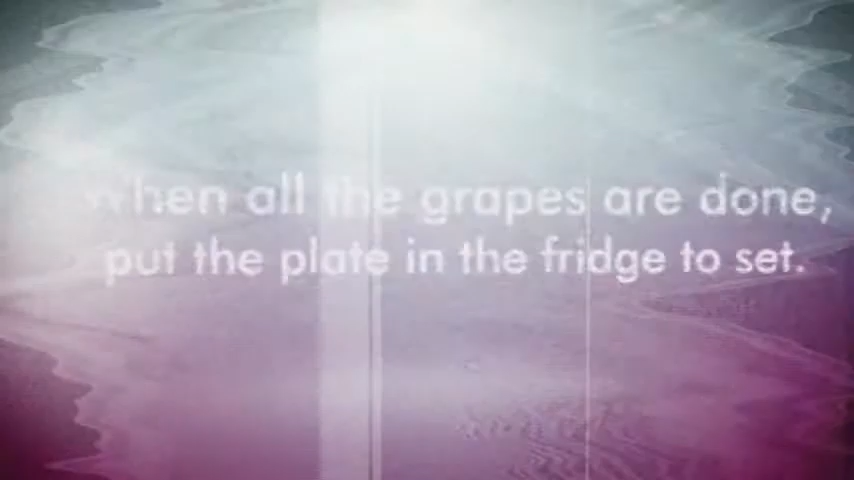 When all the grapes are done,
put the plate in the fridge to set.